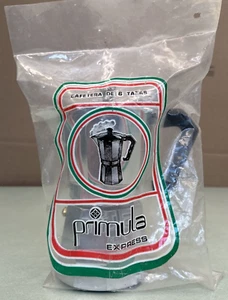 CAFETERA DE 6 TAZAS
primula
EXPRESS